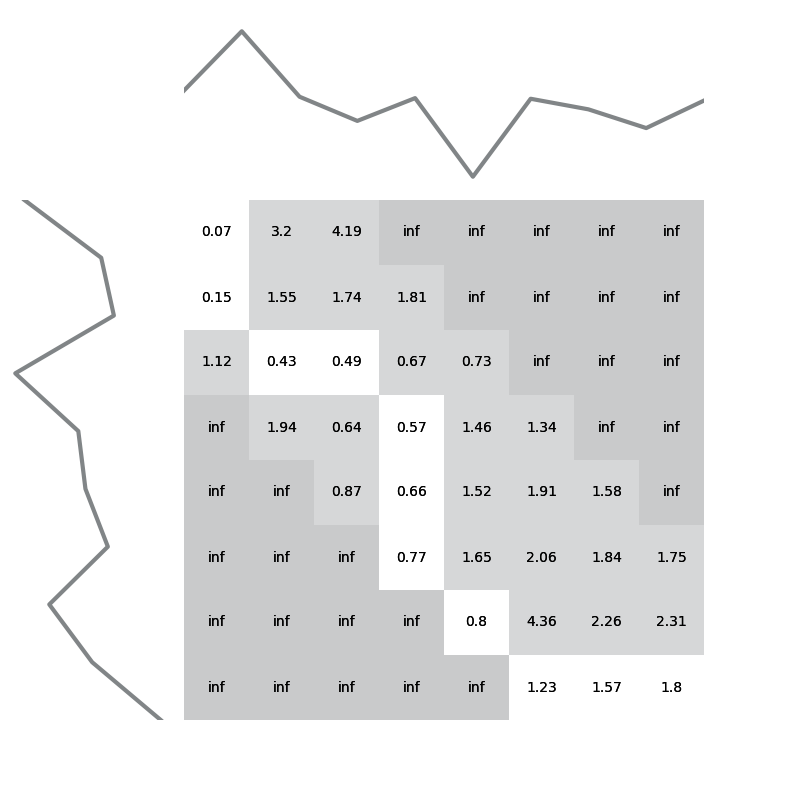 0.07 3.2 4.19 inf inf inf inf inf
0.15 1.55 1.74 1.81 inf inf inf inf
1.12 0.43 0.49 0.67 0.73 inf inf inf
inf 1.94 0.64 0.57 1.46 1.34 inf inf
inf inf 0.87 0.66 1.52 1.91 1.58 inf
inf inf inf 0.77 1.65 2.06 1.84 1.75
inf inf inf inf 0.8 4.36 2.26 2.31
inf inf inf inf inf 1.23 1.57 1.8